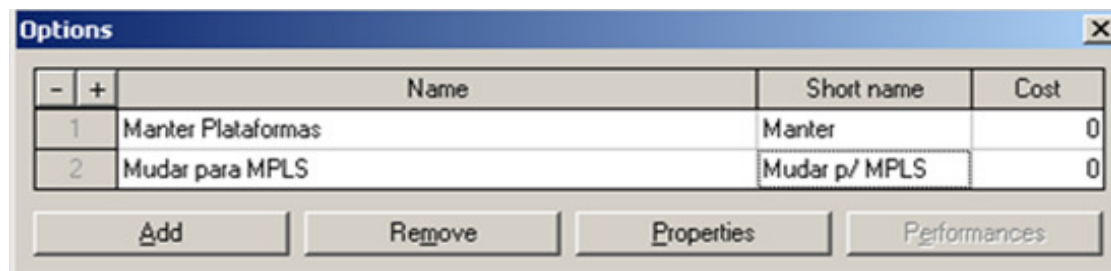 Options
- + Name Short name Cost
1 Manter Plataformas Manter 0
2 Mudar para MPLS Mudar p/ MPLS 0
Add Remove Properties Performances